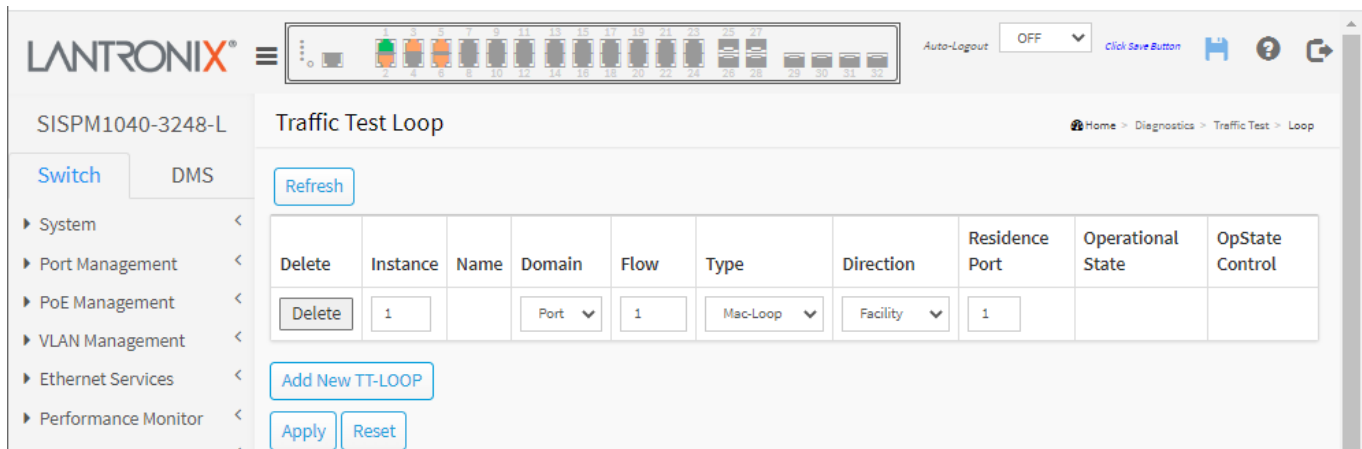 LANTRONIX®
1 3 5 7 9 11 13 15 17 19 21 23 25 27
2 4 6 8 10 12 14 16 18 20 22 24 26 28 29 30 31 32
Auto-Logout OFF Click Save Button
SISPM1040-3248-L
Traffic Test Loop
Home > Diagnostics > Traffic Test > Loop
Switch DMS
Refresh
System
Port Management
PoE Management
VLAN Management
Ethernet Services
Performance Monitor
Delete Instance Name Domain Flow Type Direction Residence Port Operational State OpState Control
Delete 1 Port 1 Mac-Loop Facility 1
Add New TT-LOOP
Apply Reset